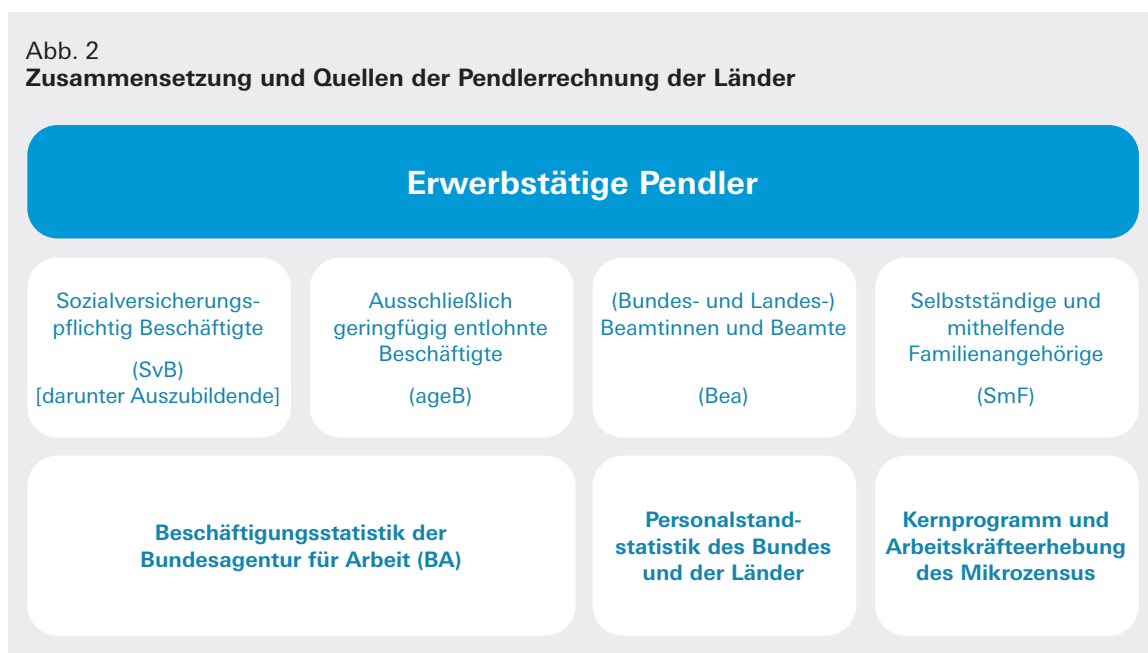 Abb. 2
Zusammensetzung und Quellen der Pendlerrechnung der Länder
Erwerbstätige Pendler
Sozialversicherungs-
pflichtig Beschäftigte
(SvB)
[darunter Auszubildende]
Ausschließlich
geringfügig entlohnte
Beschäftigte
(ageB)
(Bundes- und Landes-)
Beamtinnen und Beamte
(Bea)
Selbstständige und
mithelfende
Familienangehörige
(SmF)
Beschäftigungsstatistik der
Bundesagentur für Arbeit (BA)
Personalstand-
statistik des Bundes
und der Länder
Kernprogramm und
Arbeitskräfteerhebung
des Mikrozensus